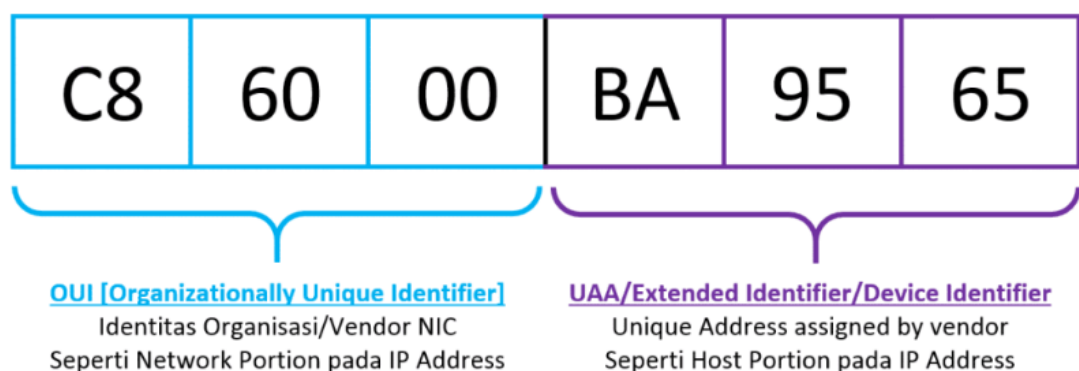 C8 60 00 BA 95 65
OUI [Organizationally Unique Identifier]
Identitas Organisasi/Vendor NIC
Seperti Network Portion pada IP Address
UAA/Extended Identifier/Device Identifier
Unique Address assigned by vendor
Seperti Host Portion pada IP Address